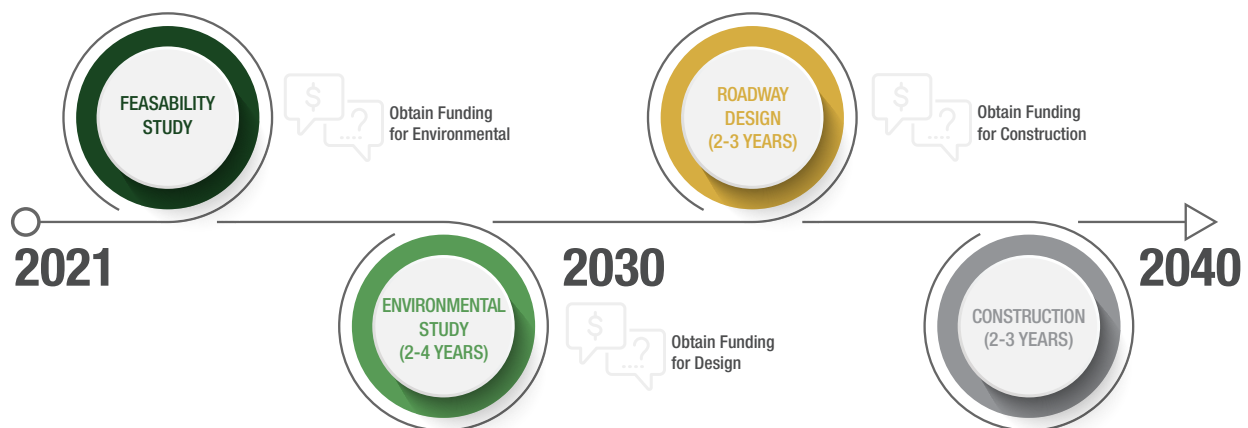 FEASABILITY
STUDY
$
....?
Obtain Funding
for Environmental
ROADWAY
DESIGN
(2-3 YEARS)
$
....?
Obtain Funding
for Construction
2021
2030
2040
ENVIRONMENTAL
STUDY
(2-4 YEARS)
$
....?
Obtain Funding
for Design
CONSTRUCTION
(2-3 YEARS)